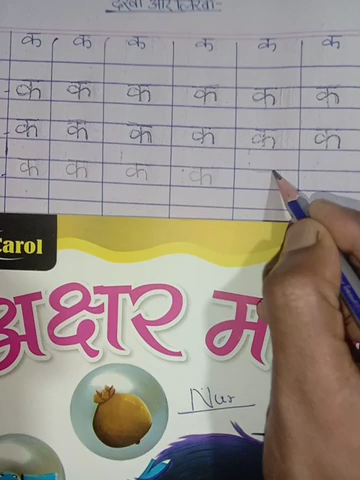 देखो और लिखो:-
क क क क क क
क क क क क क
क क क क क क
क क क क
Carol
अक्षर म
Nur